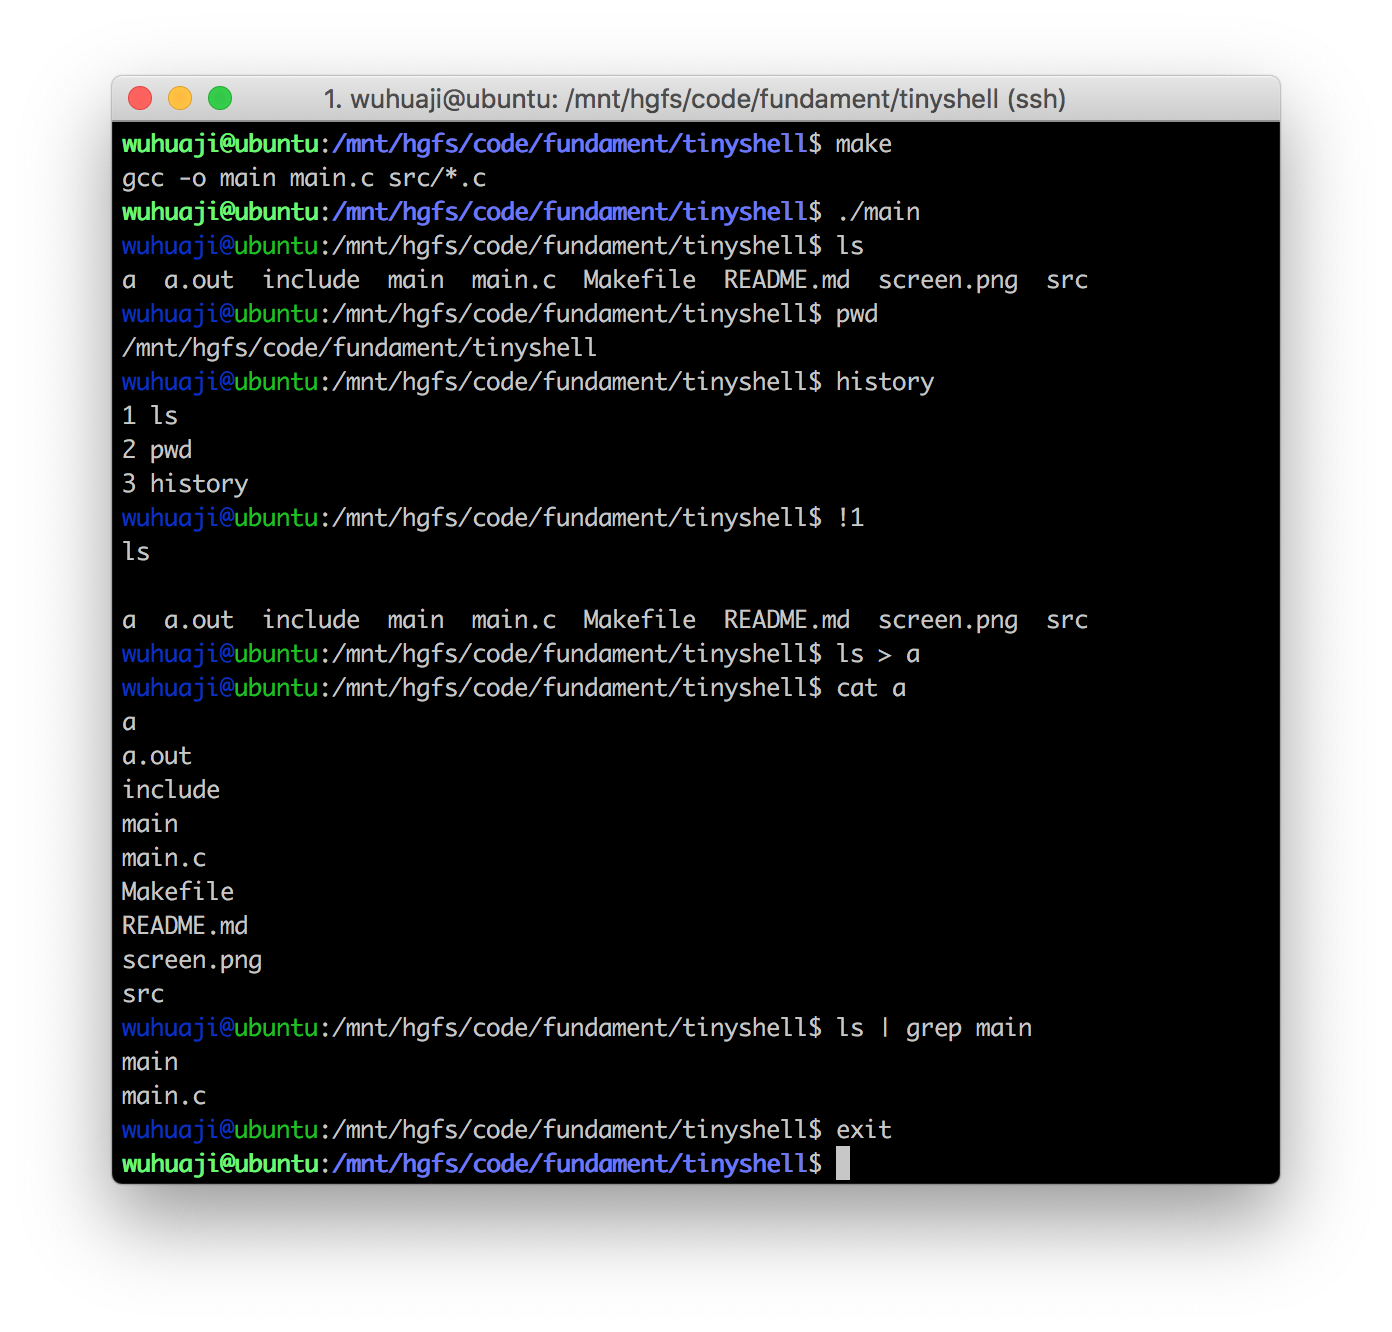 1. wuhuaji@ubuntu: /mnt/hgfs/code/fundament/tinyshell (ssh)
wuhuaji@ubuntu:/mnt/hgfs/code/fundament/tinyshell$ make
gcc -o main main.c src/*.c
wuhuaji@ubuntu:/mnt/hgfs/code/fundament/tinyshell$ ./main
wuhuaji@ubuntu:/mnt/hgfs/code/fundament/tinyshell$ ls
a  a.out  include  main  main.c  Makefile  README.md  screen.png  src
wuhuaji@ubuntu:/mnt/hgfs/code/fundament/tinyshell$ pwd
/mnt/hgfs/code/fundament/tinyshell
wuhuaji@ubuntu:/mnt/hgfs/code/fundament/tinyshell$ history
1 ls
2 pwd
3 history
wuhuaji@ubuntu:/mnt/hgfs/code/fundament/tinyshell$ !1
ls

a  a.out  include  main  main.c  Makefile  README.md  screen.png  src
wuhuaji@ubuntu:/mnt/hgfs/code/fundament/tinyshell$ ls > a
wuhuaji@ubuntu:/mnt/hgfs/code/fundament/tinyshell$ cat a
a
a.out
include
main
main.c
Makefile
README.md
screen.png
src
wuhuaji@ubuntu:/mnt/hgfs/code/fundament/tinyshell$ ls | grep main
main
main.c
wuhuaji@ubuntu:/mnt/hgfs/code/fundament/tinyshell$ exit
wuhuaji@ubuntu:/mnt/hgfs/code/fundament/tinyshell$